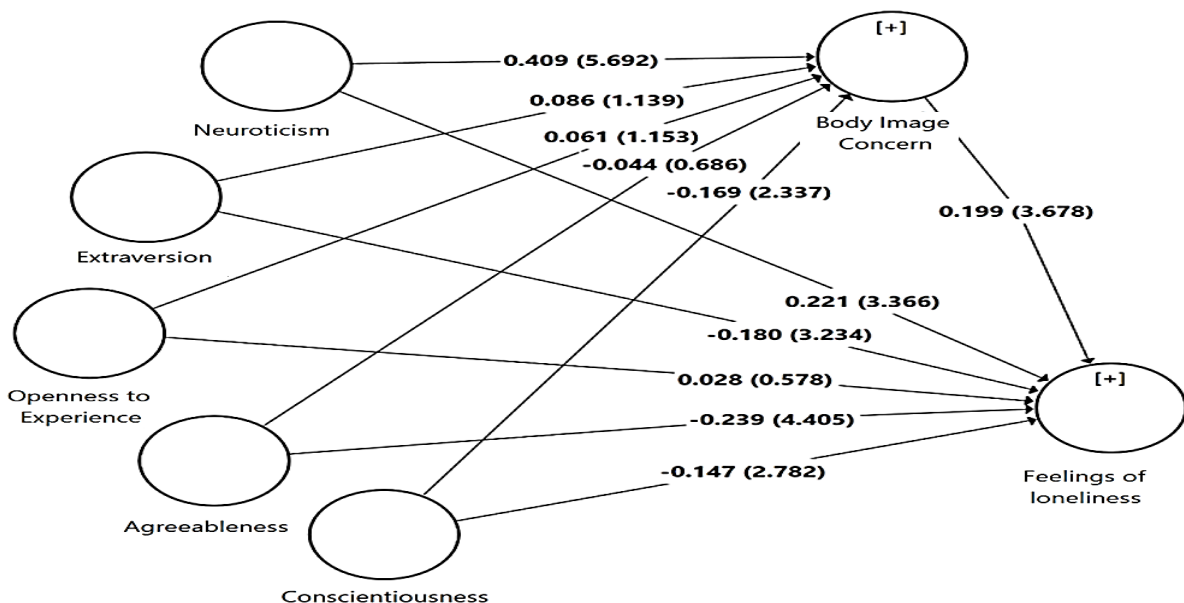 [+]
0.409 (5.692)
Neuroticism
0.086 (1.139)
Body Image
Concern
0.061 (1.153)
-0.044 (0.686)
-0.169 (2.337)
0.199 (3.678)
Extraversion
0.221 (3.366)
-0.180 (3.234)
[+]
0.028 (0.578)
Openness to
Experience
-0.239 (4.405)
-0.147 (2.782)
Feelings of
loneliness
Agreeableness
Conscientiousness